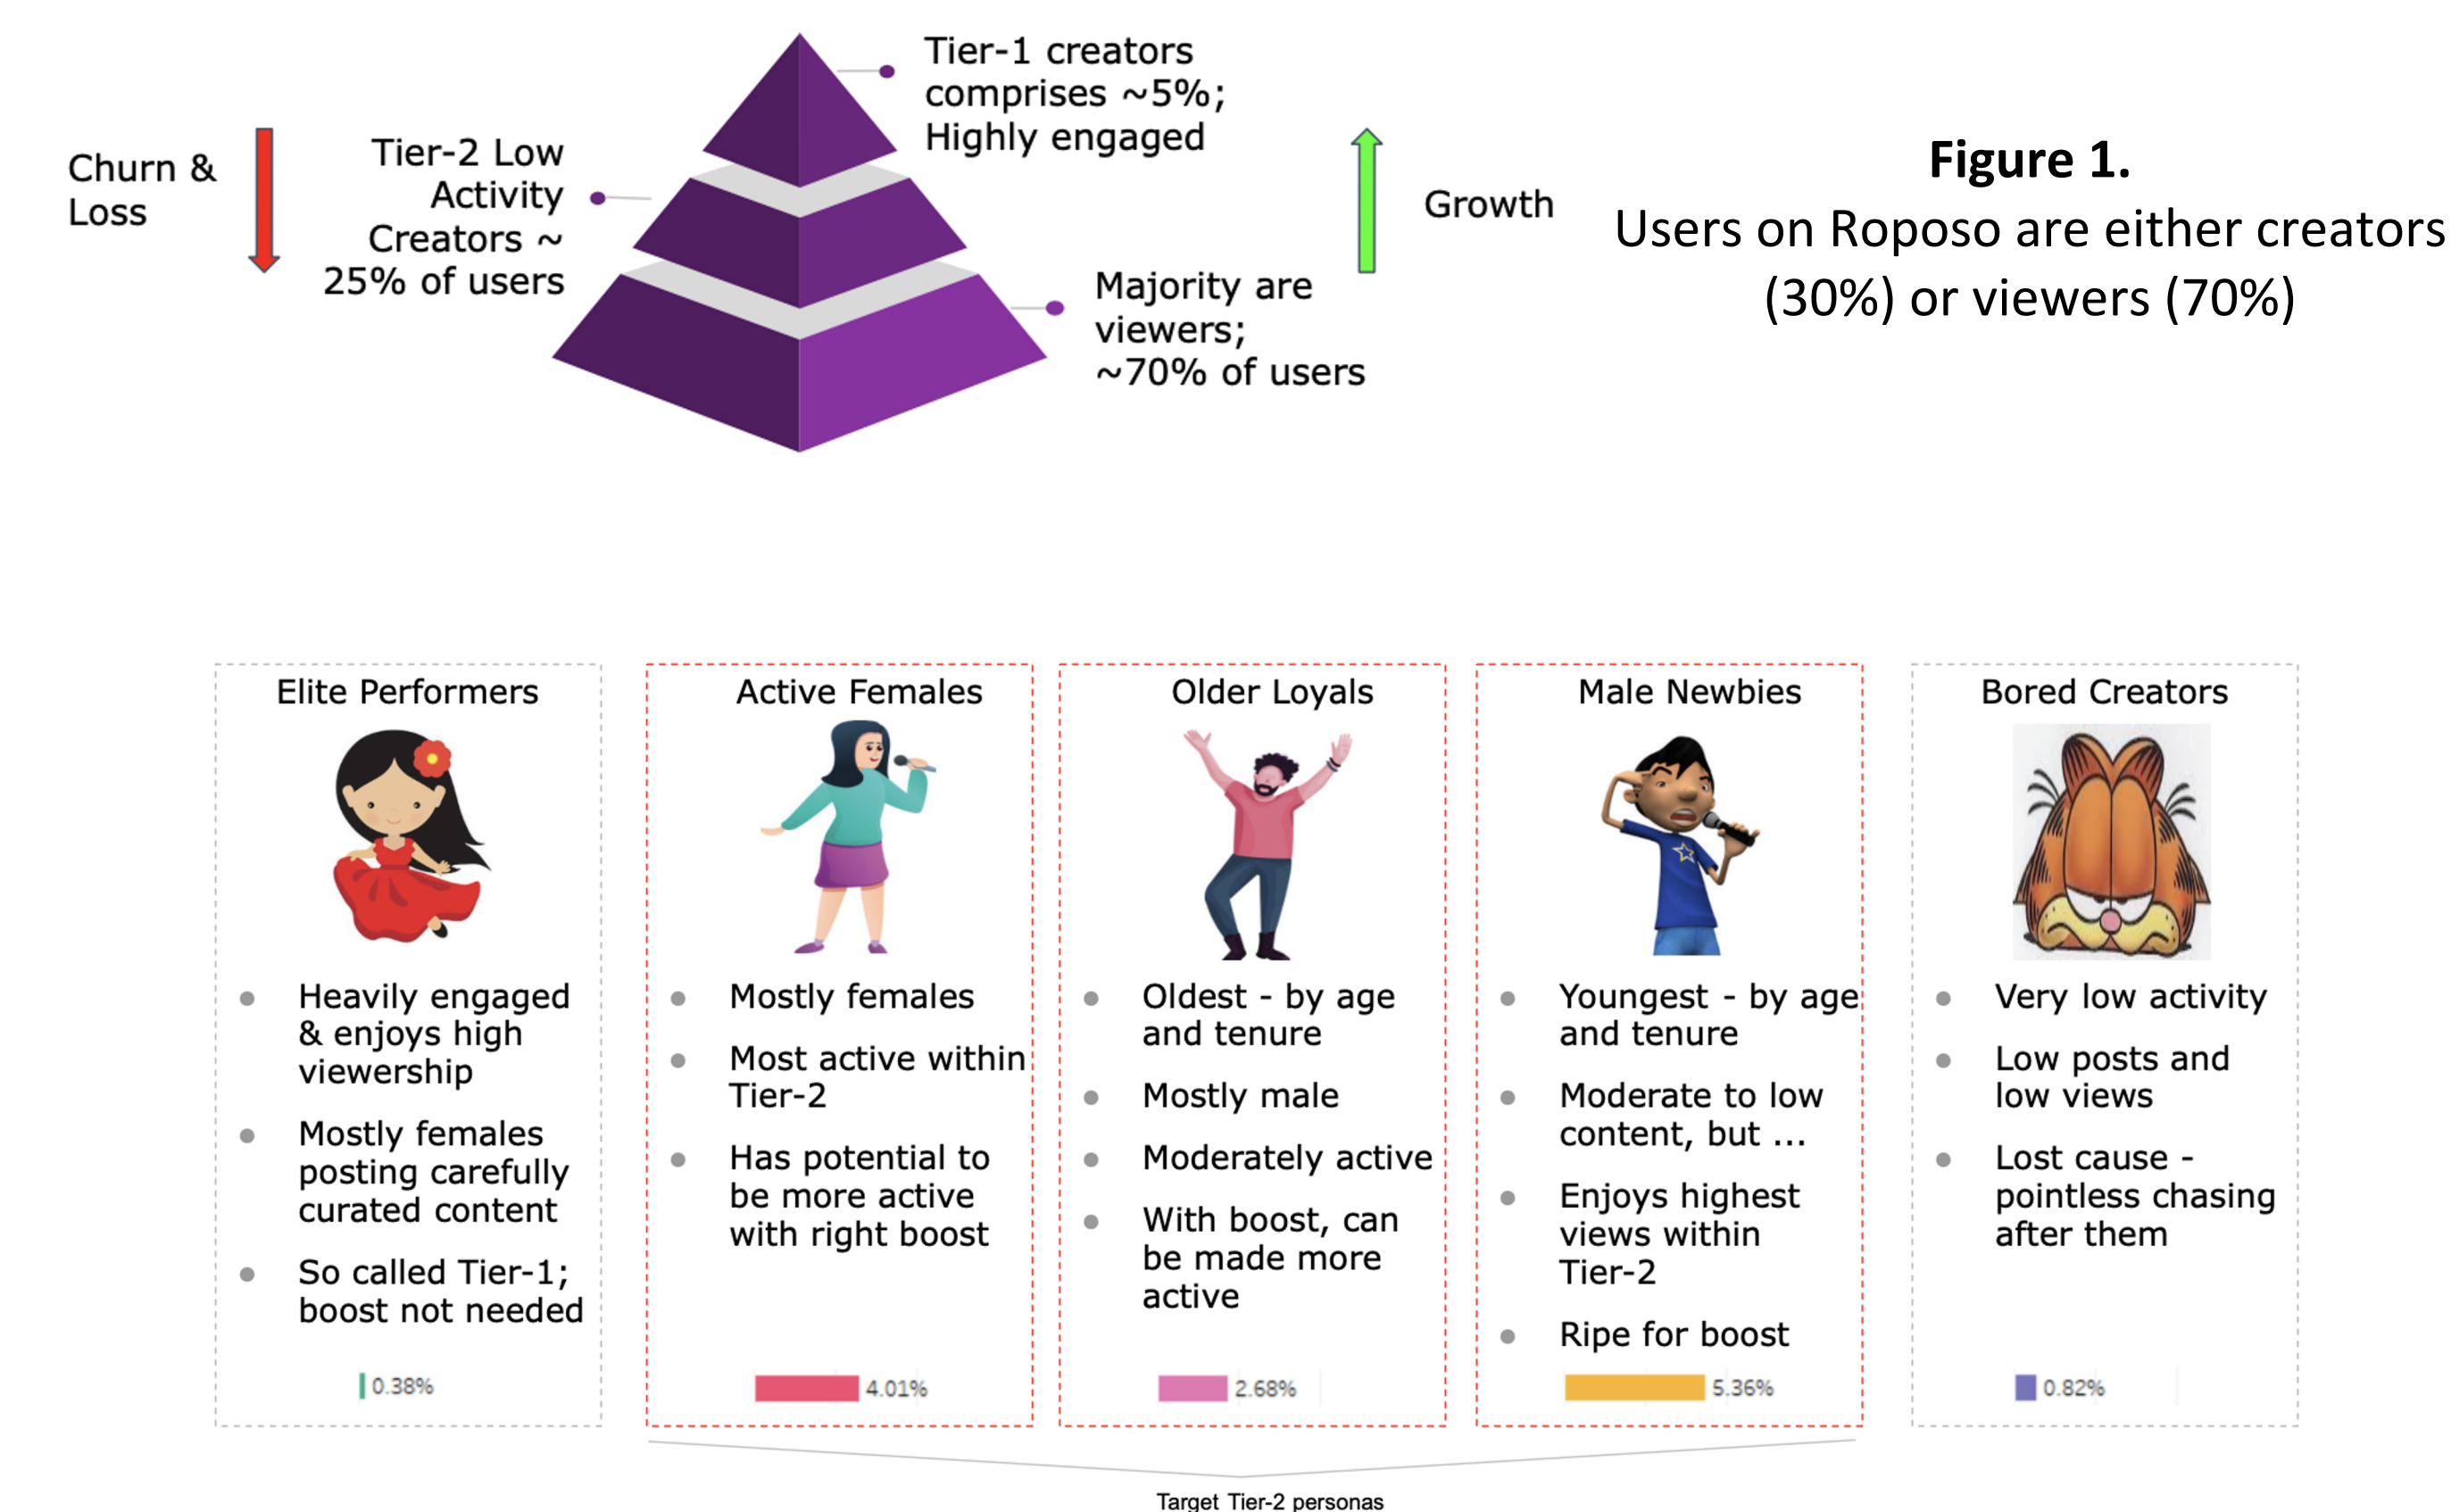 Tier-1 creators
comprises ~5%;
Highly engaged
Churn &
Loss
Tier-2 Low
Activity
Creators ~
25% of users
Growth
Majority are
viewers;
~70% of users
Figure 1.
Users on Roposo are either creators
(30%) or viewers (70%)
Elite Performers
Heavily engaged
& enjoys high
viewership
Mostly females
posting carefully
curated content
So called Tier-1;
boost not needed
0.38%
Active Females
Mostly females
Most active within
Tier-2
Has potential to
be more active
with right boost
4.01%
Older Loyals
Oldest - by age
and tenure
Mostly male
Moderately active
With boost, can
be made more
active
2.68%
Male Newbies
Youngest - by age
and tenure
Moderate to low
content, but ...
Enjoys highest
views within
Tier-2
Ripe for boost
5.36%
Bored Creators
Very low activity
Low posts and
low views
Lost cause -
pointless chasing
after them
0.82%
Target Tier-2 personas